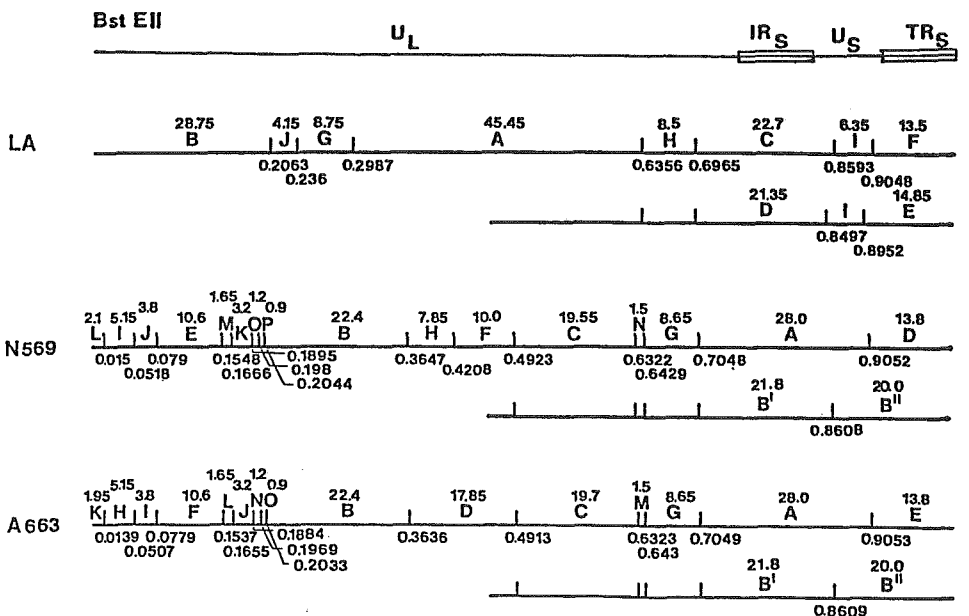 Bst EII
UL IRS US TRS
28.75 4.15 8.75 45.45 8.5 22.7 6.35 13.5
LA B J G A H C I F
0.2063 0.2987 0.6356 0.6965 0.8593
0.236 0.9048
21.35 14.85
D I E
0.8497
0.8952
1.65 1.2
2.1 5.15 3.8 10.6 3.2 0.9 22.4 7.85 10.0 19.55 1.5 8.65 28.0 13.8
N569 L I J E M K O P B H F C N G A D
0.015 0.079 0.1548 0.1895 0.3647 0.4923 0.6322 0.7048 0.9052
0.0518 0.1666 0.198 0.4208 0.6429
0.2044
21.8 20.0
BI BII
0.8608
1.65 1.2
1.95 5.15 3.8 10.6 3.2 0.9 22.4 17.85 19.7 1.5 8.65 28.0 13.8
A663 K H I F L J N O B D C M G A E
0.0139 0.0779 0.1537 0.1884 0.3636 0.4913 0.6323 0.7049 0.9053
0.0507 0.1655 0.1969 0.643
0.2033
21.8 20.0
BI BII
0.8609